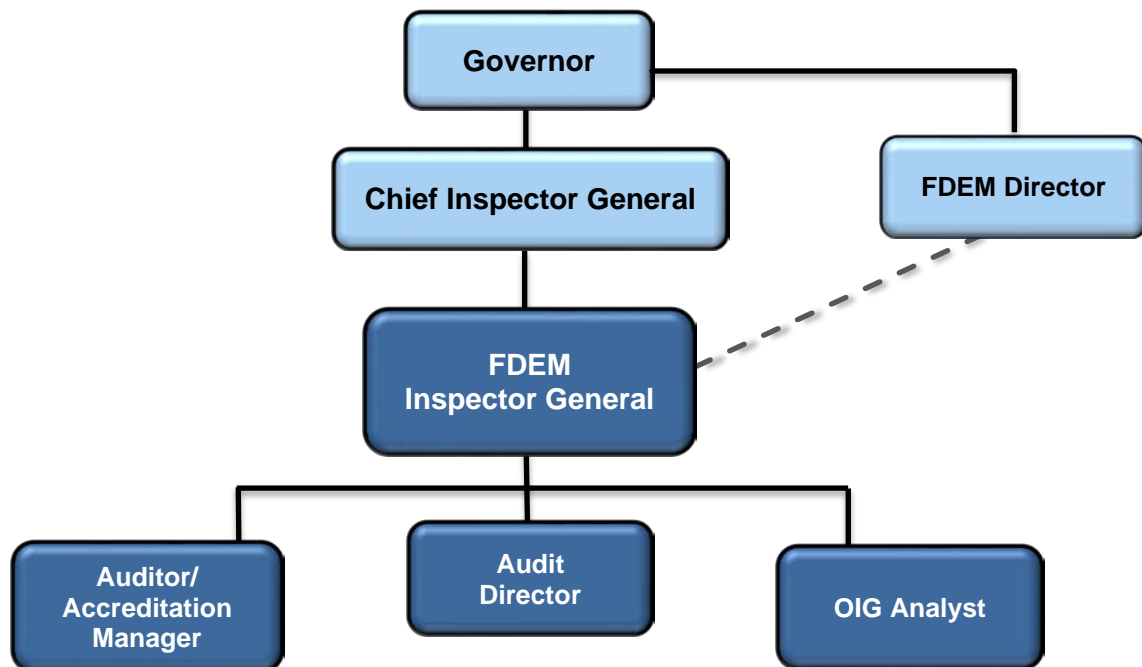 Governor
Chief Inspector General
FDEM Director
FDEM
Inspector General
Auditor/
Accreditation
Manager
Audit
Director
OIG Analyst